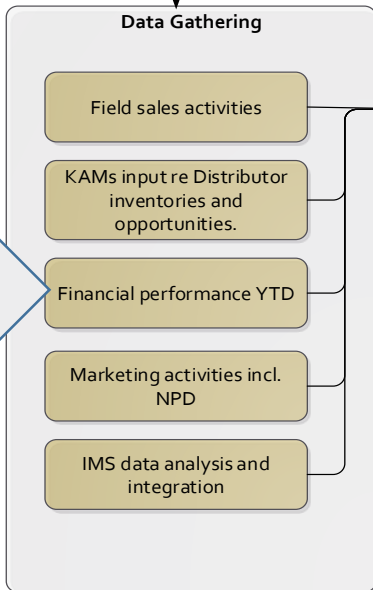 Data Gathering
Field sales activities
KAMs input re Distributor
inventories and
opportunities.
Financial performance YTD
Marketing activities incl.
NPD
IMS data analysis and
integration